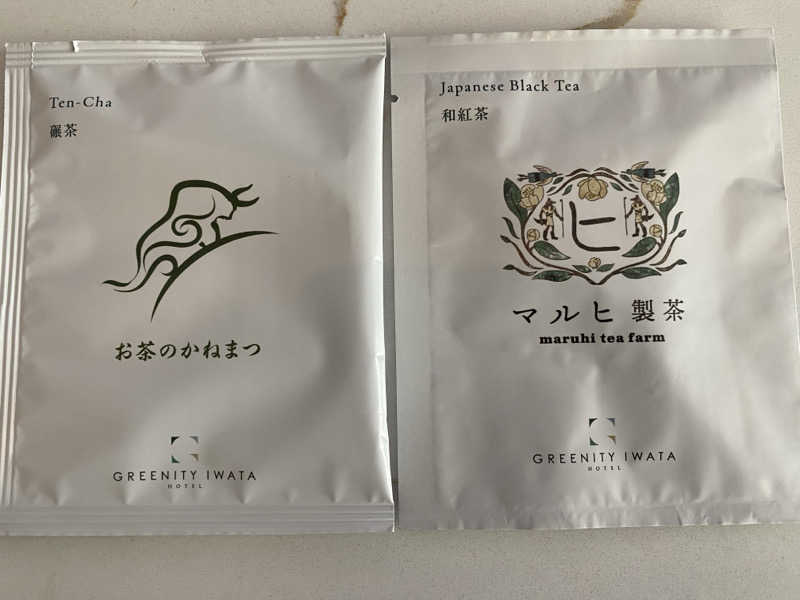 Ten-Cha
碾茶
お茶のかねまつ
GREENITY IWATA
HOTEL
Japanese Black Tea
和紅茶
ヒ
マルヒ製茶
maruhi tea farm
GREENITY IWATA
HOTEL